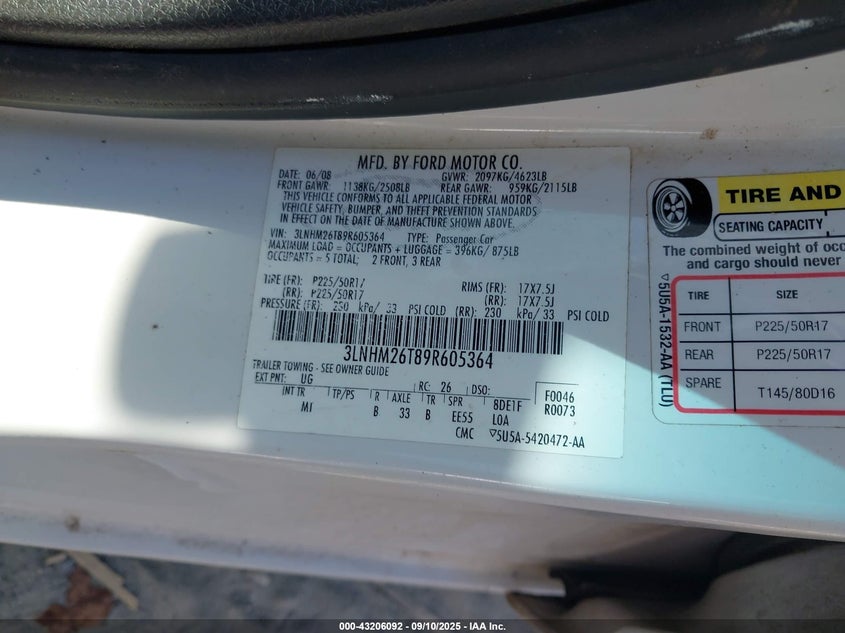 MFD. BY FORD MOTOR CO.
DATE: 06/08 GVWR: 2097KG/4623LB
FRONT GAWR: 1138KG/2508LB REAR GAWR: 959KG/2115LB
THIS VEHICLE CONFORMS TO ALL APPLICABLE FEDERAL MOTOR
VEHICLE SAFETY, BUMPER, AND THEFT PREVENTION STANDARDS
IN EFFECT ON THE DATE OF MANUFACTURE SHOWN ABOVE.
VIN: 3LNHM26T89R605364 TYPE: Passenger Car
MAXIMUM LOAD = OCCUPANTS + LUGGAGE = 396KG/ 875LB
OCCUPANTS = 5 TOTAL; 2 FRONT, 3 REAR
TIRE (FR): P225/50R17 RIMS (FR): 17X7.5J
(RR): P225/50R17 (RR): 17X7.5J
PRESSURE (FR): 230 kPa/ 33 PSI COLD (RR): 230 kPa/ 33 PSI COLD
3LNHM26T89R605364
TRAILER TOWING - SEE OWNER GUIDE
EXT PNT: UG RC: 26 DSO: F0046
INT TR TP/PS R AXLE TR SPR 8DE1F R0073
MI B 33 B EE55 L0A
CMC ▽5U5A-5420472-AA
TIRE AND
SEATING CAPACITY
The combined weight of occ
and cargo should never
TIRE SIZE
FRONT P225/50R17
REAR P225/50R17
SPARE T145/80D16
▽5U5A-1532-AA (TLU)
000-43206092 - 09/10/2025 - IAA Inc.